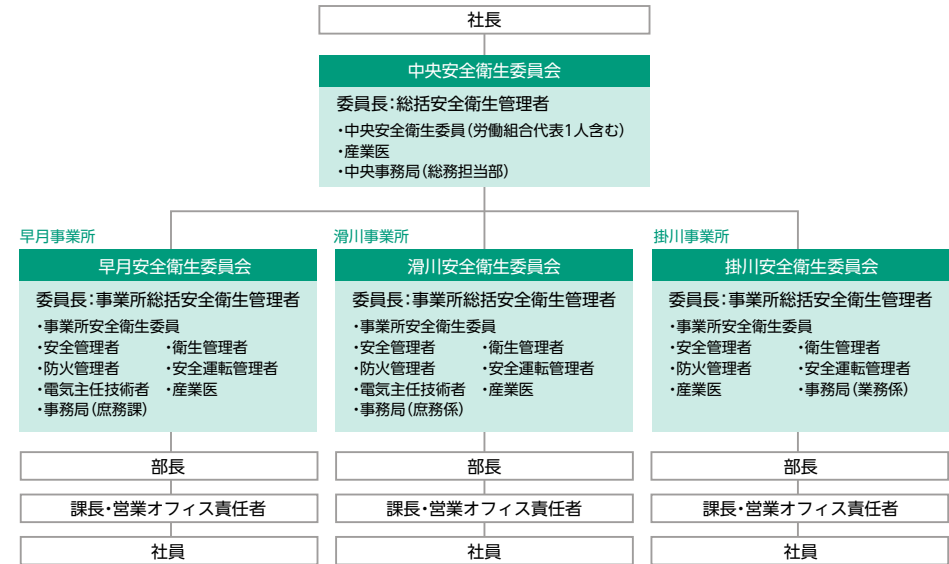 社長
中央安全衛生委員会
委員長：総括安全衛生管理者
・中央安全衛生委員（労働組合代表1人含む）
・産業医
・中央事務局（総務担当部）
早月事業所
早月安全衛生委員会
委員長：事業所総括安全衛生管理者
・事業所安全衛生委員
・安全管理者 ・衛生管理者
・防火管理者 ・安全運転管理者
・電気主任技術者 ・産業医
・事務局（庶務課）
部長
課長・営業オフィス責任者
社員
滑川事業所
滑川安全衛生委員会
委員長：事業所総括安全衛生管理者
・事業所安全衛生委員
・安全管理者 ・衛生管理者
・防火管理者 ・安全運転管理者
・電気主任技術者 ・産業医
・事務局（庶務係）
部長
課長・営業オフィス責任者
社員
掛川事業所
掛川安全衛生委員会
委員長：事業所総括安全衛生管理者
・事業所安全衛生委員
・安全管理者 ・衛生管理者
・防火管理者 ・安全運転管理者
・産業医 ・事務局（業務係）
部長
課長・営業オフィス責任者
社員